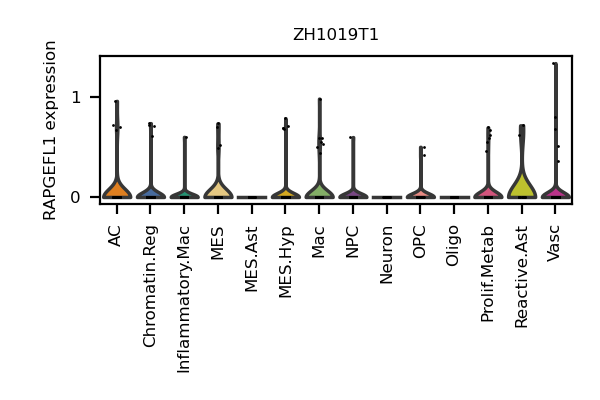 ZH1019T1
RAPGEFL1 expression
1
0
AC
Chromatin.Reg
Inflammatory.Mac
MES
MES.Ast
MES.Hyp
Mac
NPC
Neuron
OPC
Oligo
Prolif.Metab
Reactive.Ast
Vasc